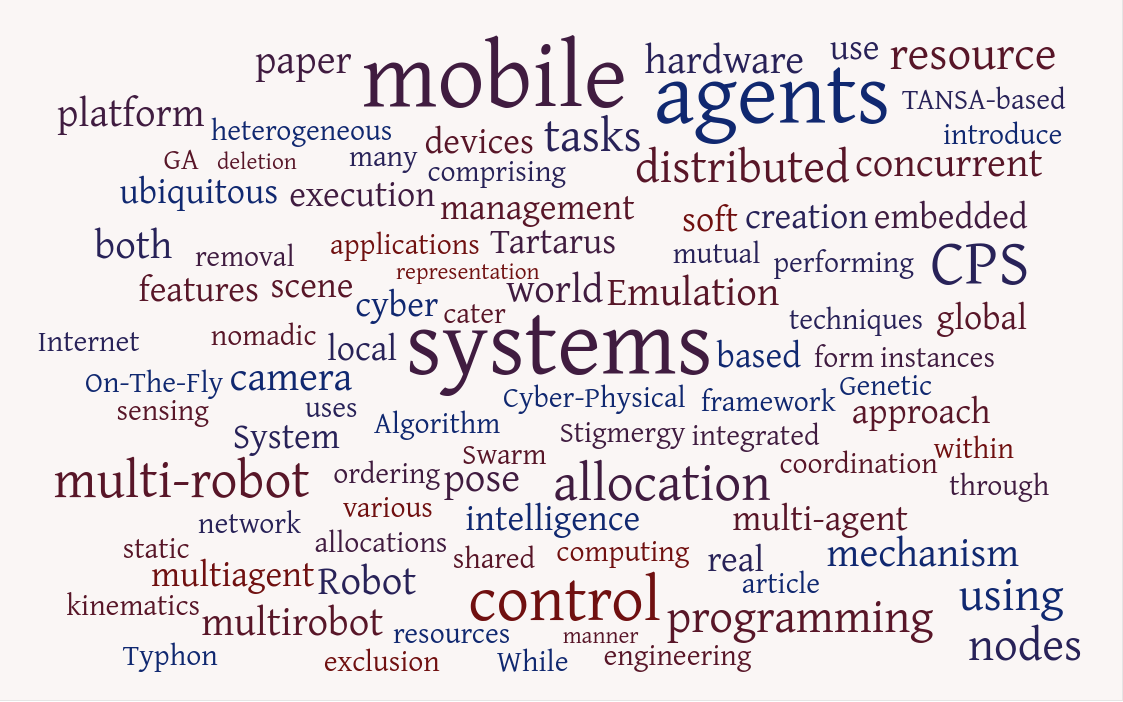 paper mobile hardware use resource
platform agents TANSA-based
heterogeneous devices tasks introduce
GA deletion many comprising distributed concurrent
ubiquitous execution management soft creation embedded
both removal applications Tartarus mutual performing CPS
representation
features scene cyber cater world Emulation
Internet nomadic local systems techniques global
based form instances
On-The-Fly camera Cyber-Physical framework Genetic
sensing uses Algorithm approach
System Stigmergy integrated within
Swarm
multi-robot ordering pose allocation coordination through
various
network intelligence multi-agent
static allocations shared computing real mechanism
multiagent Robot article
kinematics control using
multirobot resources manner programming nodes
Typhon exclusion While engineering